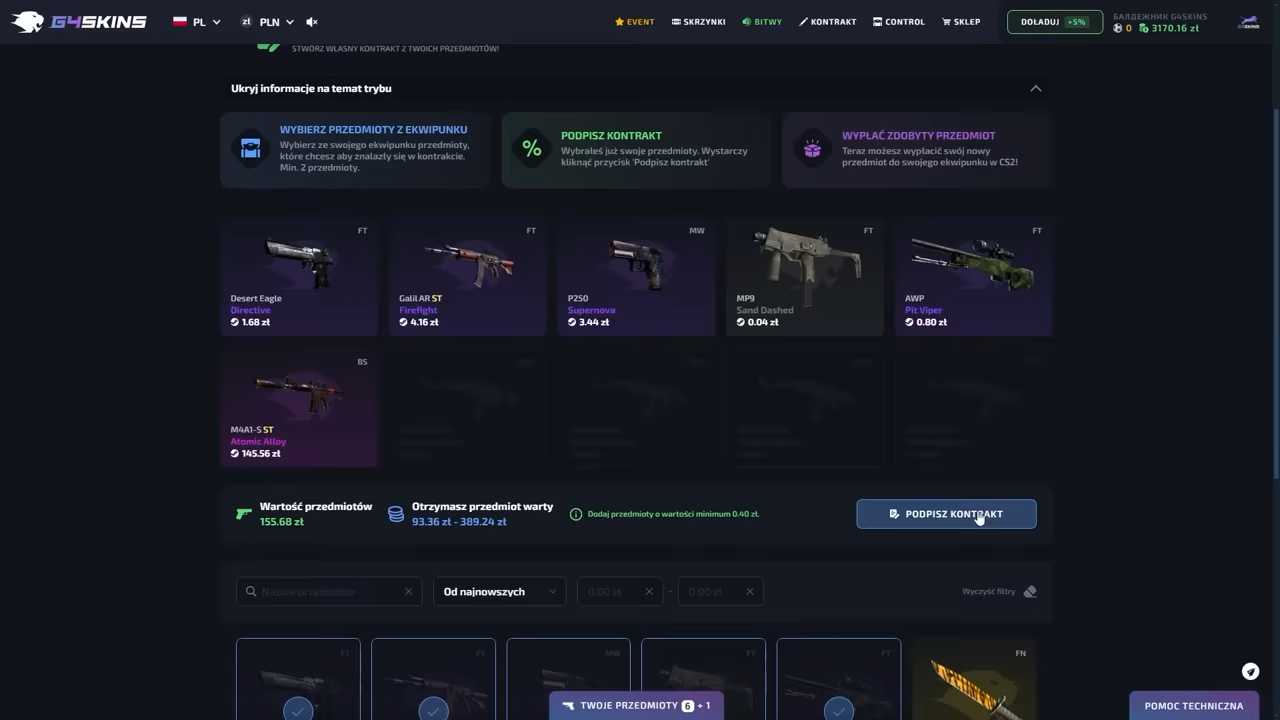 G4SKINS
PL
zł PLN
EVENT
SKRZYNKI
BITWY
KONTRAKT
CONTROL
SKLEP
DOŁADUJ +5%
БАЛДЕЖНИК G4SKINS
0 3170.16 zł
STWÓRZ WŁASNY KONTRAKT Z TWOICH PRZEDMIOTÓW!
Ukryj informacje na temat trybu
WYBIERZ PRZEDMIOTY Z EKWIPUNKU
Wybierz ze swojego ekwipunku przedmioty,
które chcesz aby znalazły się w kontrakcie.
Min. 2 przedmioty.
PODPISZ KONTRAKT
Wybrałeś już swoje przedmioty. Wystarczy
kliknąć przycisk 'Podpisz kontrakt'
WYPŁAĆ ZDOBYTY PRZEDMIOT
Teraz możesz wypłacić swój nowy
przedmiot do swojego ekwipunku w CS2!
FT
Desert Eagle
Directive
1.68 zł
FT
Galil AR ST
Firefight
4.16 zł
MW
P250
Supernova
3.44 zł
FT
MP9
Sand Dashed
0.04 zł
FT
AWP
Pit Viper
0.80 zł
BS
M4A1-S ST
Atomic Alloy
145.56 zł
Wartość przedmiotów
155.68 zł
Otrzymasz przedmiot warty
93.36 zł - 389.24 zł
Dodaj przedmioty o wartości minimum 0.40 zł.
PODPISZ KONTRAKT
Nazwa przedmiotu
Od najnowszych
0.00 zł - 0.00 zł
Wyczyść filtry
FT
FT
MW
FT
FT
FN
TWOJE PRZEDMIOTY 6 + 1
POMOC TECHNICZNA